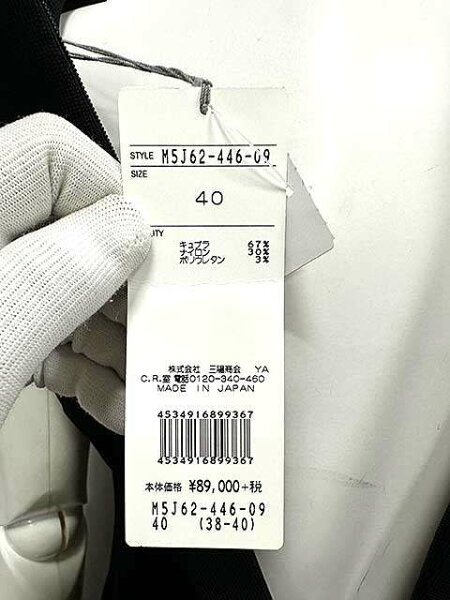 STYLE M5J62-446-09
SIZE
40
LITY
キュプラ 67%
ナイロン 30%
ポリウレタン 3%
株式会社 三陽商会 YA
C.R.室 電話0120-340-460
MADE IN JAPAN
4534916899367
4534916899367
本体価格 ¥89,000+税
M5J62-446-09
40 (38-40)